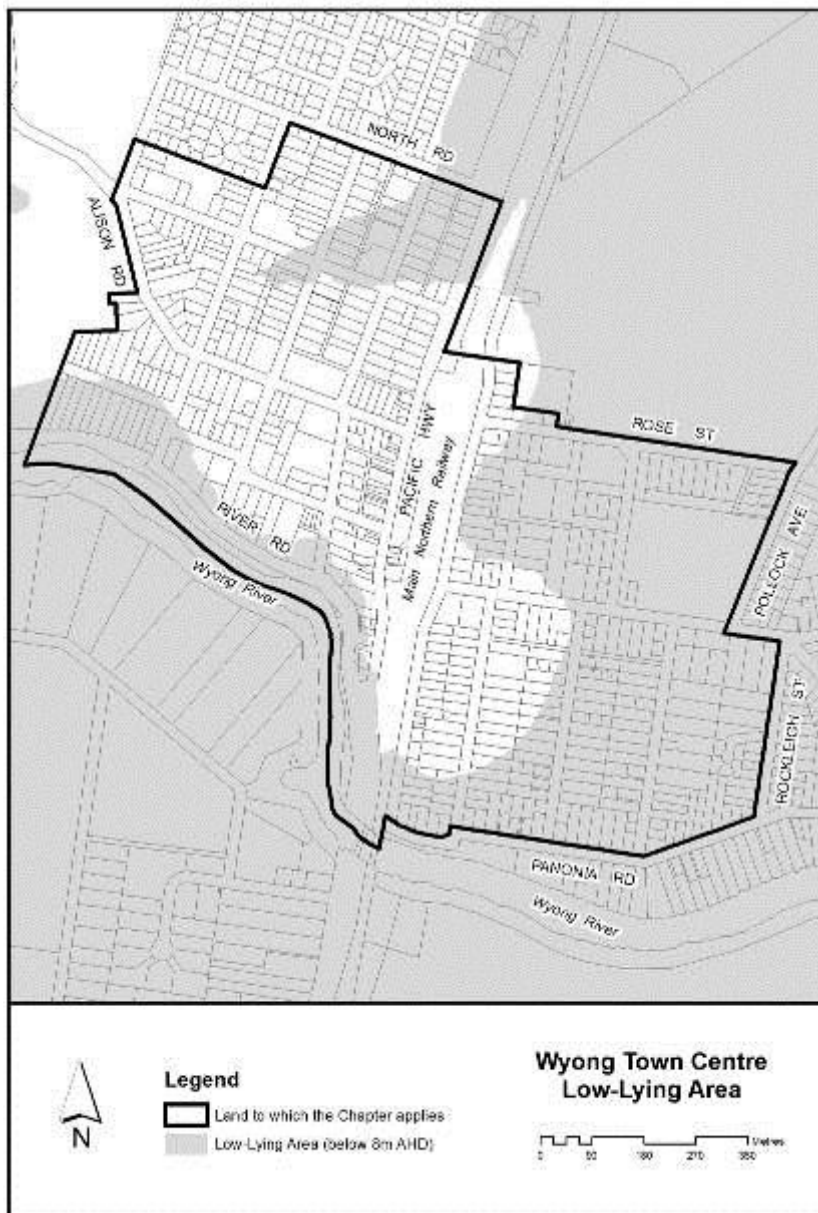 NORTH RD
ALISON RD
PACIFIC HWY
Main Northern Railway
ROSE ST
POLLOCK AVE
RIVER RD
Wyong River
ROCKLEIGH ST
PANONIA RD
Wyong River
N
Legend
Land to which the Chapter applies
Low-Lying Area (below 8m AHD)
Wyong Town Centre
Low-Lying Area
Metres
0 90 180 270 360